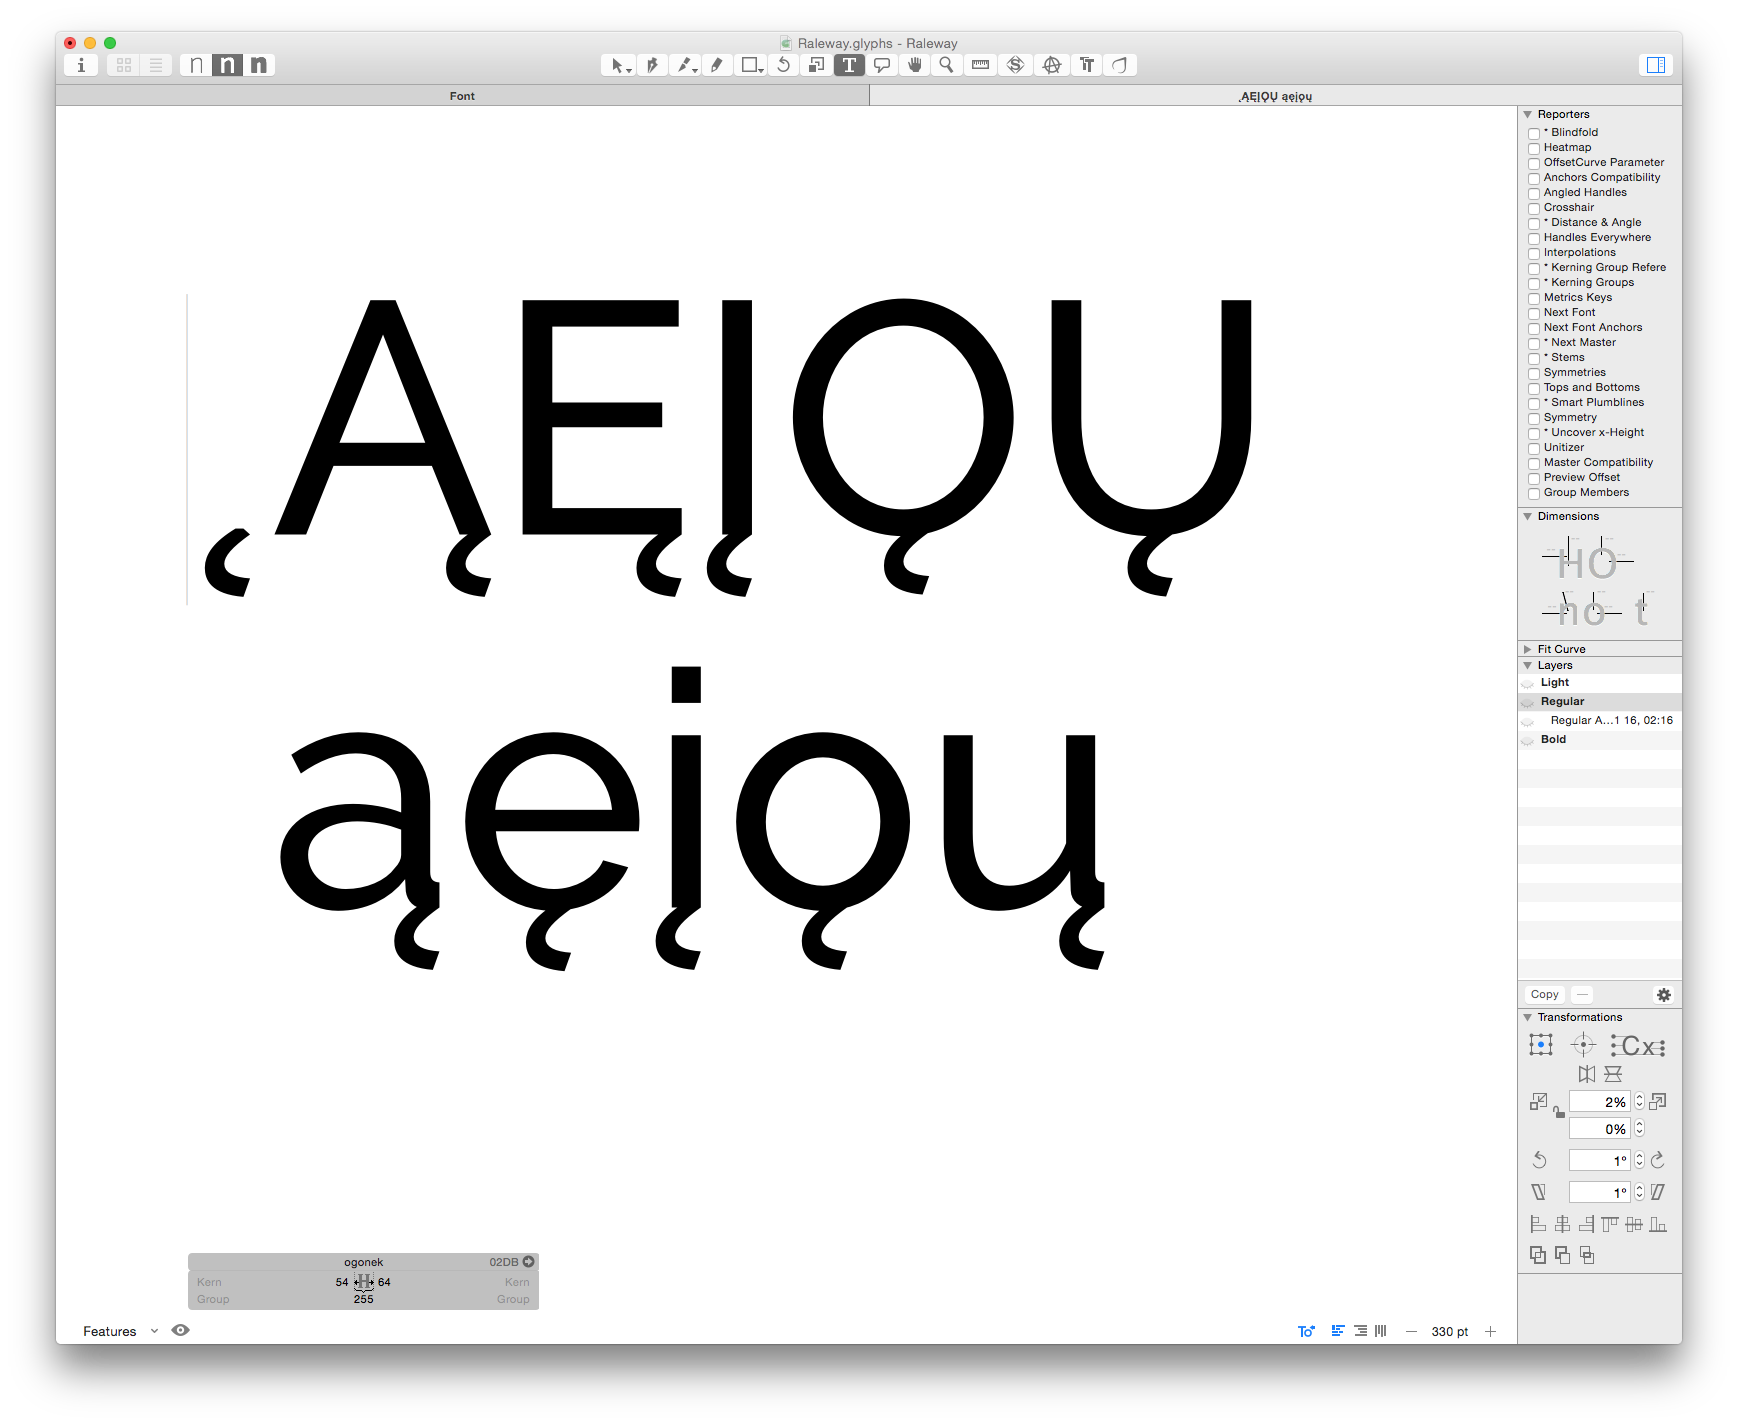 Raleway.glyphs - Raleway
i n n n T
Font
˛ĄĘĮǪŲ ąęįǫų
˛ĄĘĮǪŲ
ąęįǫų
Reporters
* Blindfold
Heatmap
OffsetCurve Parameter
Anchors Compatibility
Angled Handles
Crosshair
* Distance & Angle
Handles Everywhere
Interpolations
* Kerning Group Refere
* Kerning Groups
Metrics Keys
Next Font
Next Font Anchors
* Next Master
* Stems
Symmetries
Tops and Bottoms
* Smart Plumblines
Symmetry
* Uncover x-Height
Unitizer
Master Compatibility
Preview Offset
Group Members
Dimensions
HO
no t
Fit Curve
Layers
Light
Regular
Regular A...1 16, 02:16
Bold
Copy
Transformations
Cx
2%
0%
1°
1°
ogonek 02DB
Kern 54 H 64 Kern
Group 255 Group
Features
330 pt